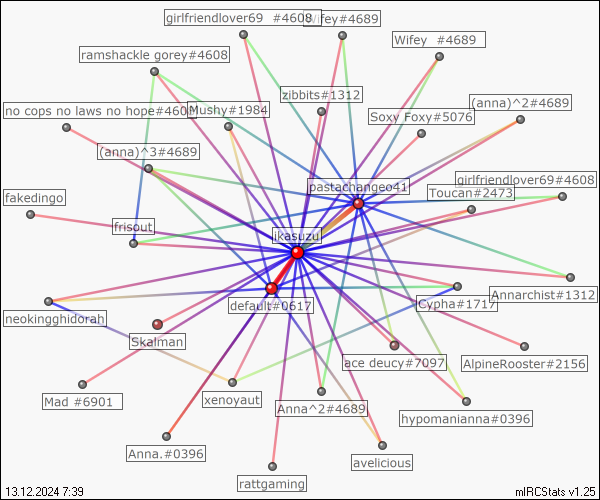 girlfriendlover69 #4608
Wifey#4689
Wifey #4689
ramshackle gorey#4608
zibbits#1312
no cops no laws no hope#460
Mushy#1984
(anna)^2#4689
Soxy Foxy#5076
(anna)^3#4689
pastachangeo41
girlfriendlover69#4608
Toucan#2473
fakedingo
frisout
ikasuzu
Annarchist#1312
default#0617
Cypha#1717
neokingghidorah
Skalman
ace deucy#7097
AlpineRooster#2156
Mad #6901
xenoyaut
Anna^2#4689
hypomanianna#0396
Anna.#0396
avelicious
rattgaming
13.12.2024 7:39
mIRCStats v1.25